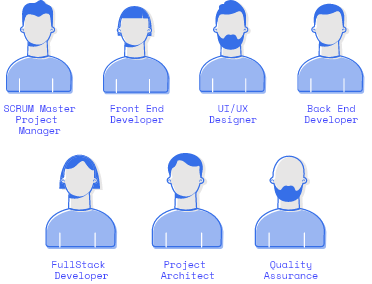 SCRUM Master
Project
Manager
Front End
Developer
UI/UX
Designer
Back End
Developer
FullStack
Developer
Project
Architect
Quality
Assurance